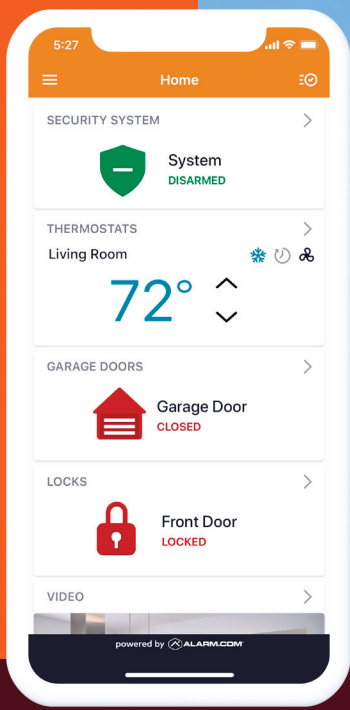 5:27
Home
SECURITY SYSTEM
System
DISARMED
THERMOSTATS
Living Room
72°
GARAGE DOORS
Garage Door
CLOSED
LOCKS
Front Door
LOCKED
VIDEO
powered by ALARM.COM